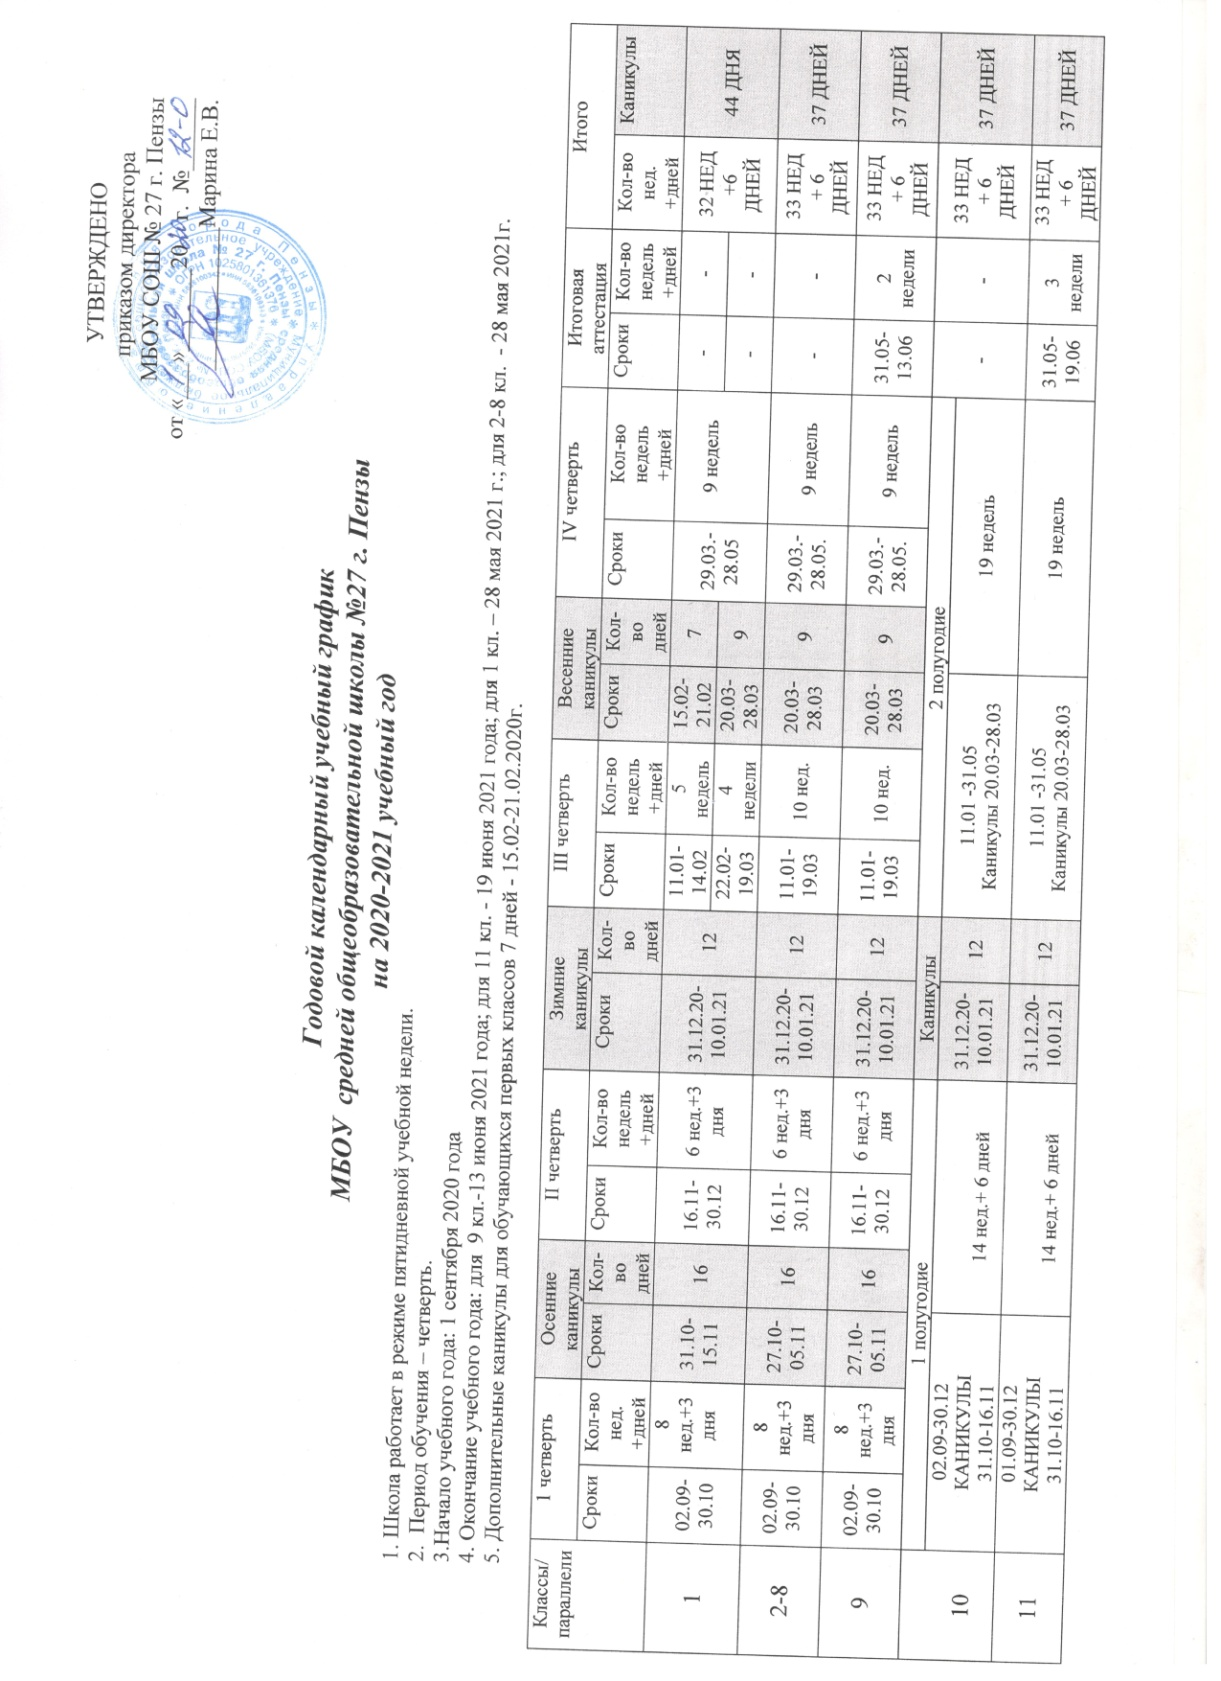 УТВЕРЖДЕНО
приказом директора
МБОУ СОШ № 27 г. Пензы
от « » 09 2020 г. № 12-О
Марина Е.В.
Годовой календарный учебный график
МБОУ средней общеобразовательной школы №27 г. Пензы
на 2020-2021 учебный год
1. Школа работает в режиме пятидневной учебной недели.
2. Период обучения – четверть.
3.Начало учебного года: 1 сентября 2020 года
4. Окончание учебного года: для 9 кл.-13 июня 2021 года; для 11 кл. - 19 июня 2021 года; для 1 кл. – 28 мая 2021 г.; для 2-8 кл. - 28 мая 2021г.
5. Дополнительные каникулы для обучающихся первых классов 7 дней - 15.02-21.02.2020г.
Классы/ параллели | 1 четверть | Осенние каникулы | II четверть | Зимние каникулы | III четверть | Весенние каникулы | IV четверть | Итоговая аттестация | Итого
Сроки | Кол-во нед. +дней | Сроки | Кол-во дней | Сроки | Кол-во недель +дней | Сроки | Кол-во дней | Сроки | Кол-во недель +дней | Сроки | Кол-во дней | Сроки | Кол-во недель +дней | Сроки | Кол-во недель +дней | Кол-во нед. +дней | Каникулы
1 | 02.09-30.10 | 8 нед.+3 дня | 31.10-15.11 | 16 | 16.11-30.12 | 6 нед.+3 дня | 31.12.20-10.01.21 | 12 | 11.01-14.02 | 5 недель | 15.02-21.02 | 7 | 29.03.-28.05 | 9 недель | - | - | 32 НЕД +6 ДНЕЙ | 44 ДНЯ
22.02-19.03 | 4 недели | 20.03-28.03 | 9 | - | -
2-8 | 02.09-30.10 | 8 нед.+3 дня | 27.10-05.11 | 16 | 16.11-30.12 | 6 нед.+3 дня | 31.12.20-10.01.21 | 12 | 11.01-19.03 | 10 нед. | 20.03-28.03 | 9 | 29.03.-28.05. | 9 недель | - | - | 33 НЕД + 6 ДНЕЙ | 37 ДНЕЙ
9 | 02.09-30.10 | 8 нед.+3 дня | 27.10-05.11 | 16 | 16.11-30.12 | 6 нед.+3 дня | 31.12.20-10.01.21 | 12 | 11.01-19.03 | 10 нед. | 20.03-28.03 | 9 | 29.03.-28.05. | 9 недель | 31.05-13.06 | 2 недели | 33 НЕД + 6 ДНЕЙ | 37 ДНЕЙ
1 полугодие | Каникулы | 2 полугодие
10 | 02.09-30.12 КАНИКУЛЫ 31.10-16.11 | 14 нед.+ 6 дней | 31.12.20-10.01.21 | 12 | 11.01 -31.05 Каникулы 20.03-28.03 | 19 недель | - | - | 33 НЕД + 6 ДНЕЙ | 37 ДНЕЙ
11 | 01.09-30.12 КАНИКУЛЫ 31.10-16.11 | 14 нед.+ 6 дней | 31.12.20-10.01.21 | 12 | 11.01 -31.05 Каникулы 20.03-28.03 | 19 недель | 31.05-19.06 | 3 недели | 33 НЕД + 6 ДНЕЙ | 37 ДНЕЙ